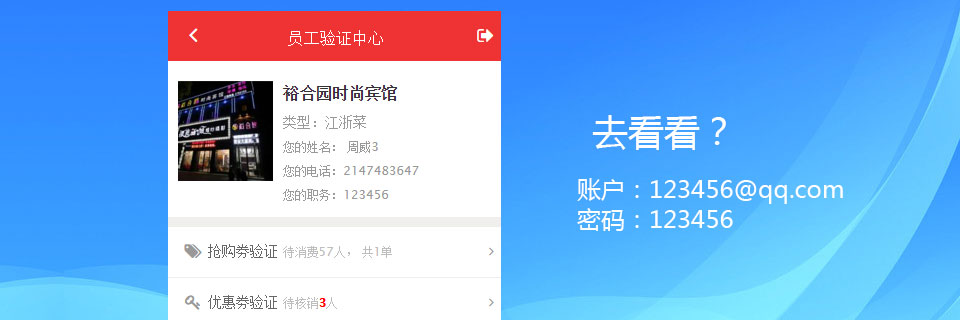 员工验证中心
裕合园时尚宾馆
类型：江浙菜
您的姓名： 周威3
您的电话：2147483647
您的职务：123456
抢购券验证 待消费57人， 共1单
优惠劵验证 待核销3人
去看看？
账户：123456@qq.com
密码：123456